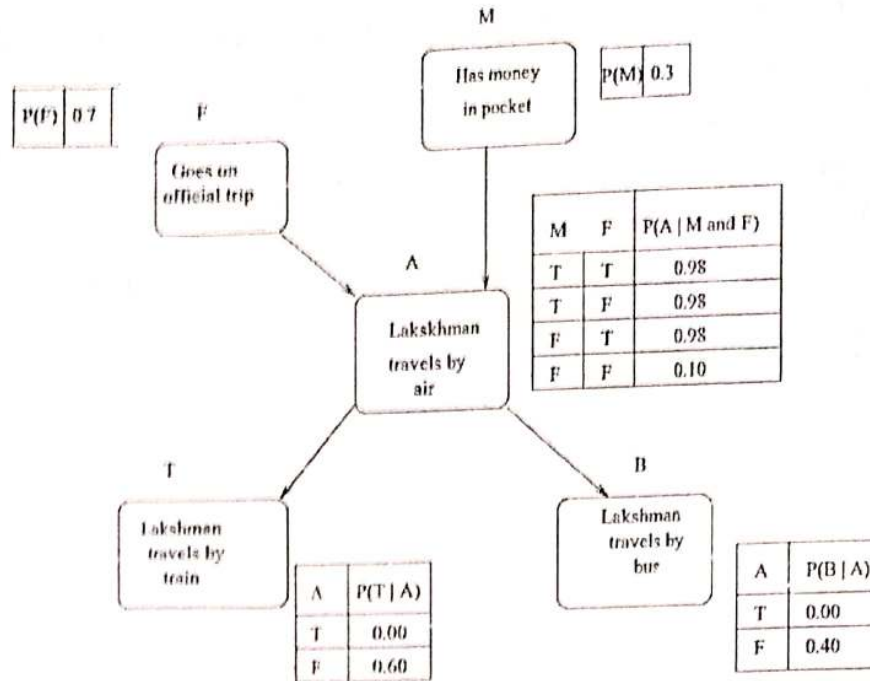 M
Has money
in pocket
P(M) 0.3
P(F) 0.7
F
Goes on
official trip
M F P(A | M and F)
T T 0.98
T F 0.98
F T 0.98
F F 0.10
A
Lakskhman
travels by
air
T
Lakshman
travels by
train
A P(T | A)
T 0.00
F 0.60
B
Lakshman
travels by
bus
A P(B | A)
T 0.00
F 0.40